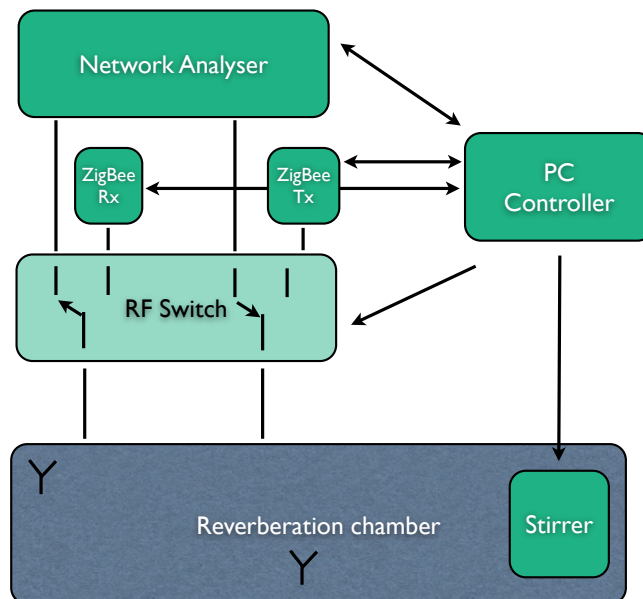 Network Analyser
ZigBee
Rx
ZigBee
Tx
PC
Controller
RF Switch
Reverberation chamber
Stirrer